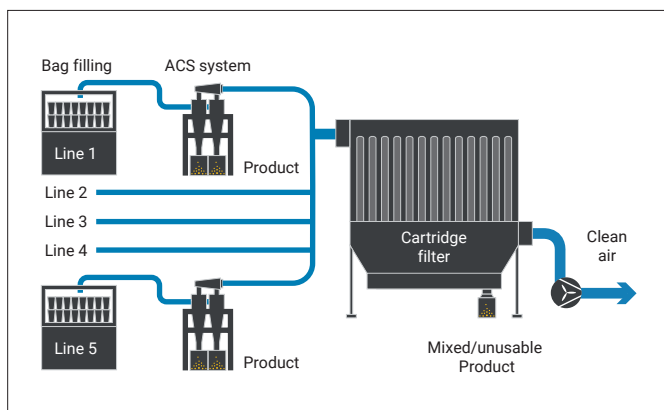 Bag filling
ACS system
Line 1
Product
Line 2
Line 3
Line 4
Cartridge
filter
Clean
air
Line 5
Product
Mixed/unusable
Product